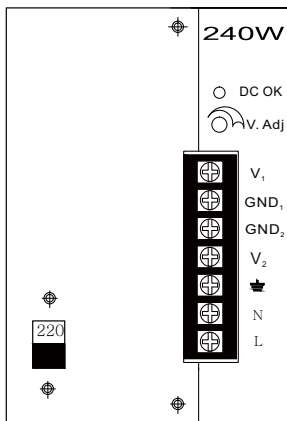 240W
DC OK
V. Adj
V₁
GND₁
GND₂
V₂
N
L
220